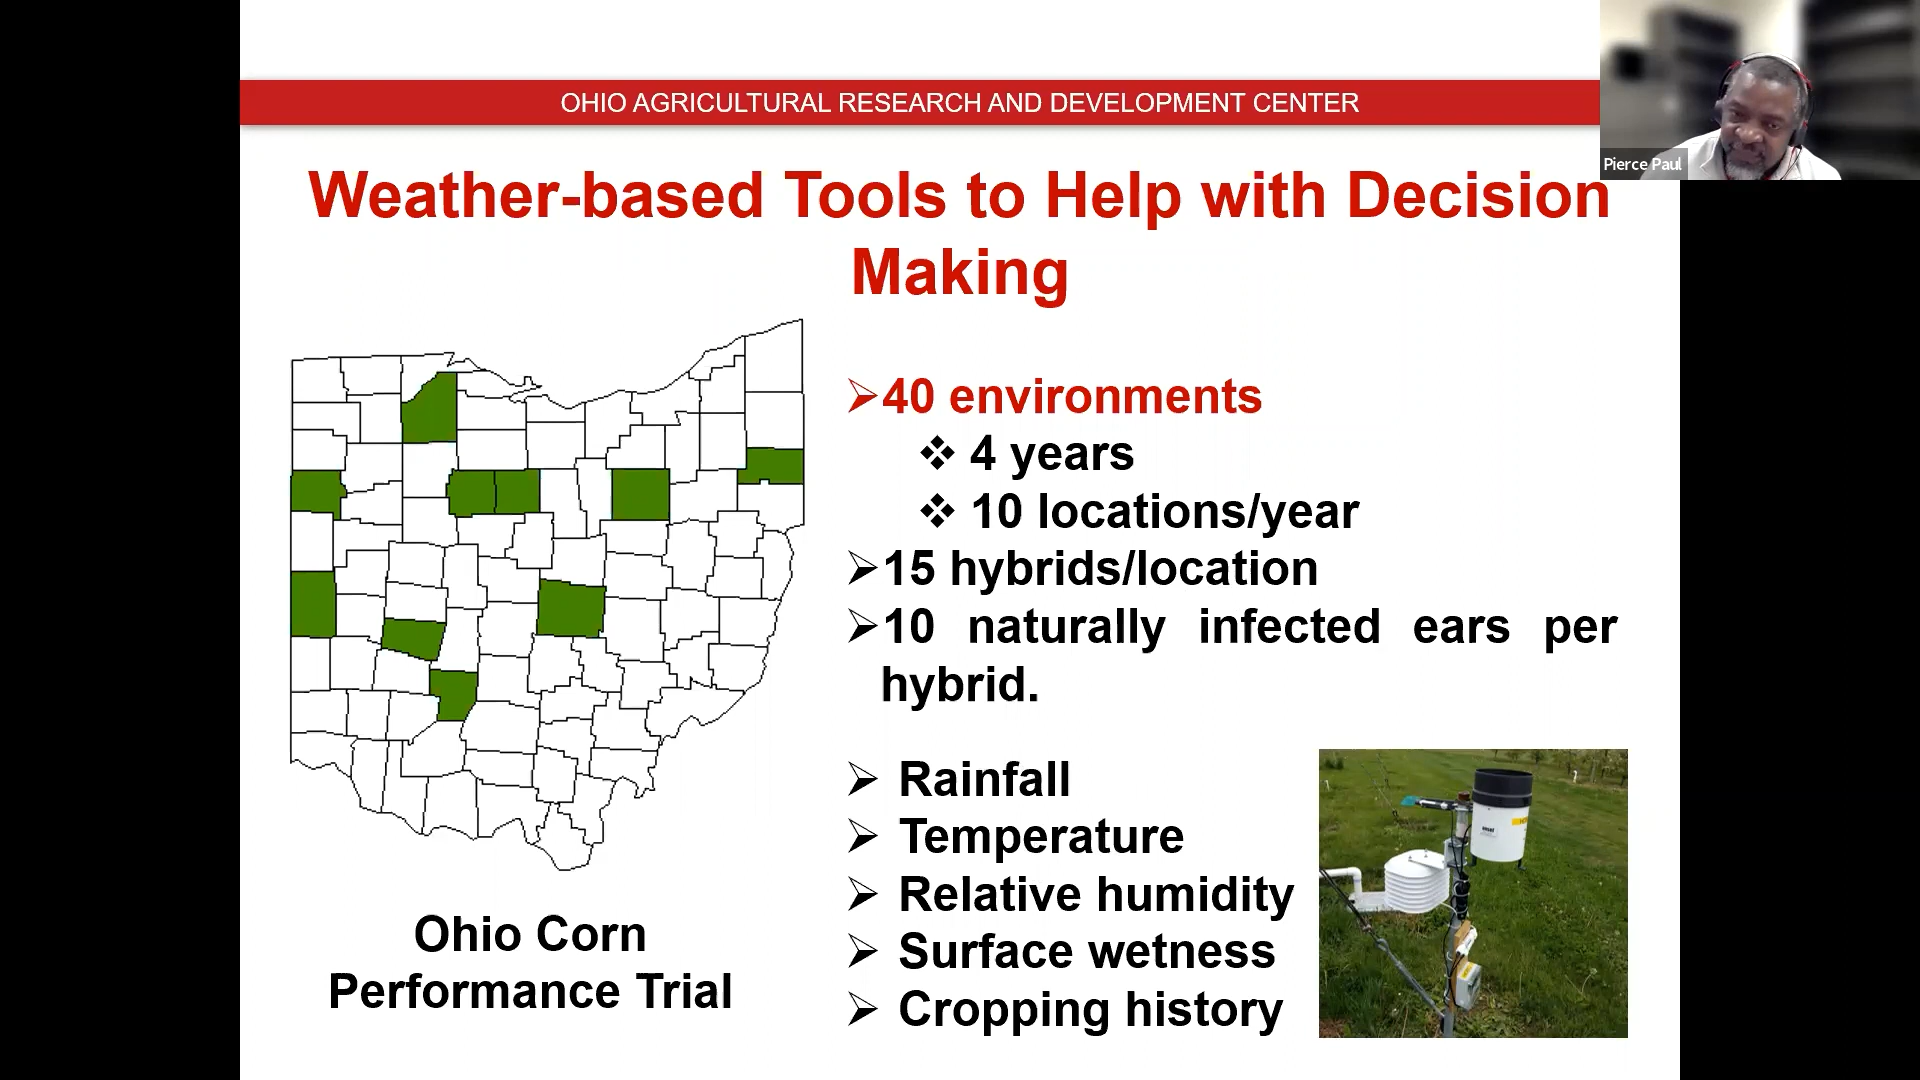 OHIO AGRICULTURAL RESEARCH AND DEVELOPMENT CENTER
Pierce Paul
Weather-based Tools to Help with Decision
Making
➢40 environments
❖ 4 years
❖ 10 locations/year
➢15 hybrids/location
➢10 naturally infected ears per
hybrid.
➢ Rainfall
➢ Temperature
➢ Relative humidity
➢ Surface wetness
➢ Cropping history
Ohio Corn
Performance Trial